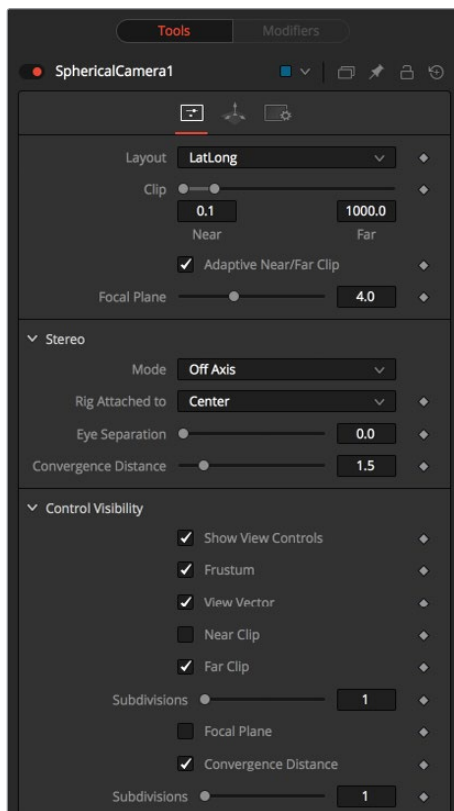 Tools Modifiers
SphericalCamera1
Layout LatLong
Clip
0.1 1000.0
Near Far
Adaptive Near/Far Clip
Focal Plane 4.0
Stereo
Mode Off Axis
Rig Attached to Center
Eye Separation 0.0
Convergence Distance 1.5
Control Visibility
Show View Controls
Frustum
View Vector
Near Clip
Far Clip
Subdivisions 1
Focal Plane
Convergence Distance
Subdivisions 1